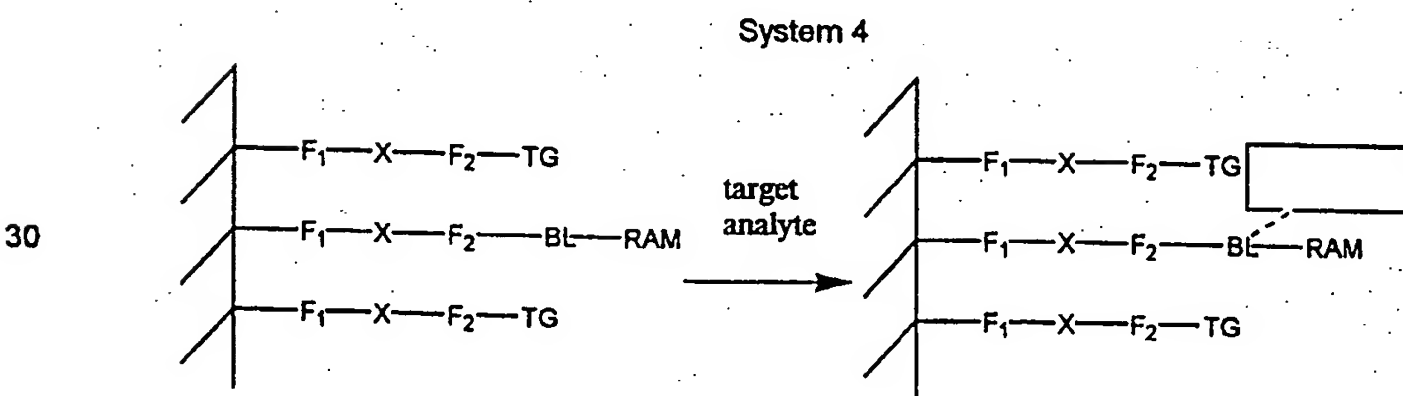 System 4
F₁—X—F₂—TG
F₁—X—F₂—BL—RAM
F₁—X—F₂—TG
30
target
analyte
F₁—X—F₂—TG
F₁—X—F₂—BL—RAM
F₁—X—F₂—TG